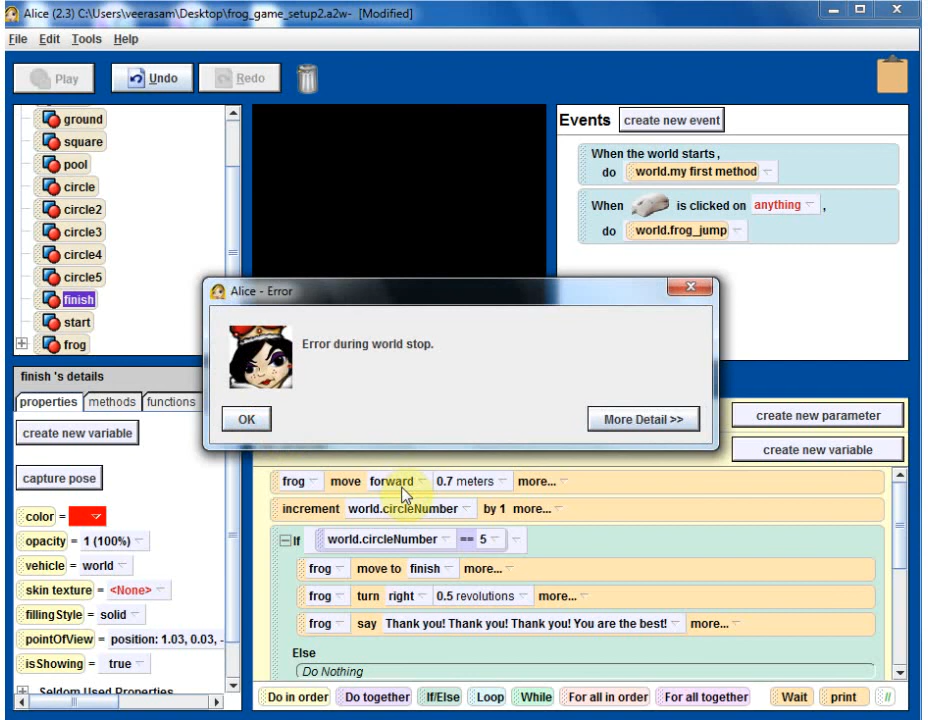 Alice (2.3) C:\Users\veerasam\Desktop\frog_game_setup2.a2w- [Modified]
File Edit Tools Help
Play Undo Redo
ground
square
pool
circle
circle2
circle3
circle4
circle5
finish
start
frog
Events create new event
When the world starts,
do world.my first method
When is clicked on anything ,
do world.frog_jump
Alice - Error
Error during world stop.
OK More Detail >>
finish 's details
properties methods functions
create new variable
capture pose
color =
opacity = 1 (100%)
vehicle = world
skin texture = <None>
fillingStyle = solid
pointOfView = position: 1.03, 0.03, -
isShowing = true
Seldom Used Properties
create new parameter
create new variable
frog move forward 0.7 meters more...
increment world.circleNumber by 1 more...
If world.circleNumber == 5
frog move to finish more...
frog turn right 0.5 revolutions more...
frog say Thank you! Thank you! Thank you! You are the best! more...
Else
Do Nothing
Do in order Do together If/Else Loop While For all in order For all together Wait print //